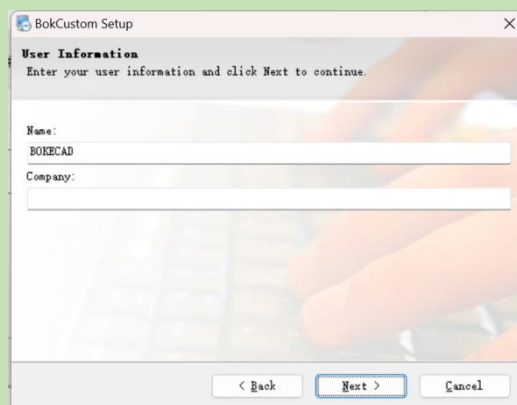 BokCustom Setup
User Information
Enter your user information and click Next to continue.
Name:
BOKECAD
Company:
< Back
Next >
Cancel